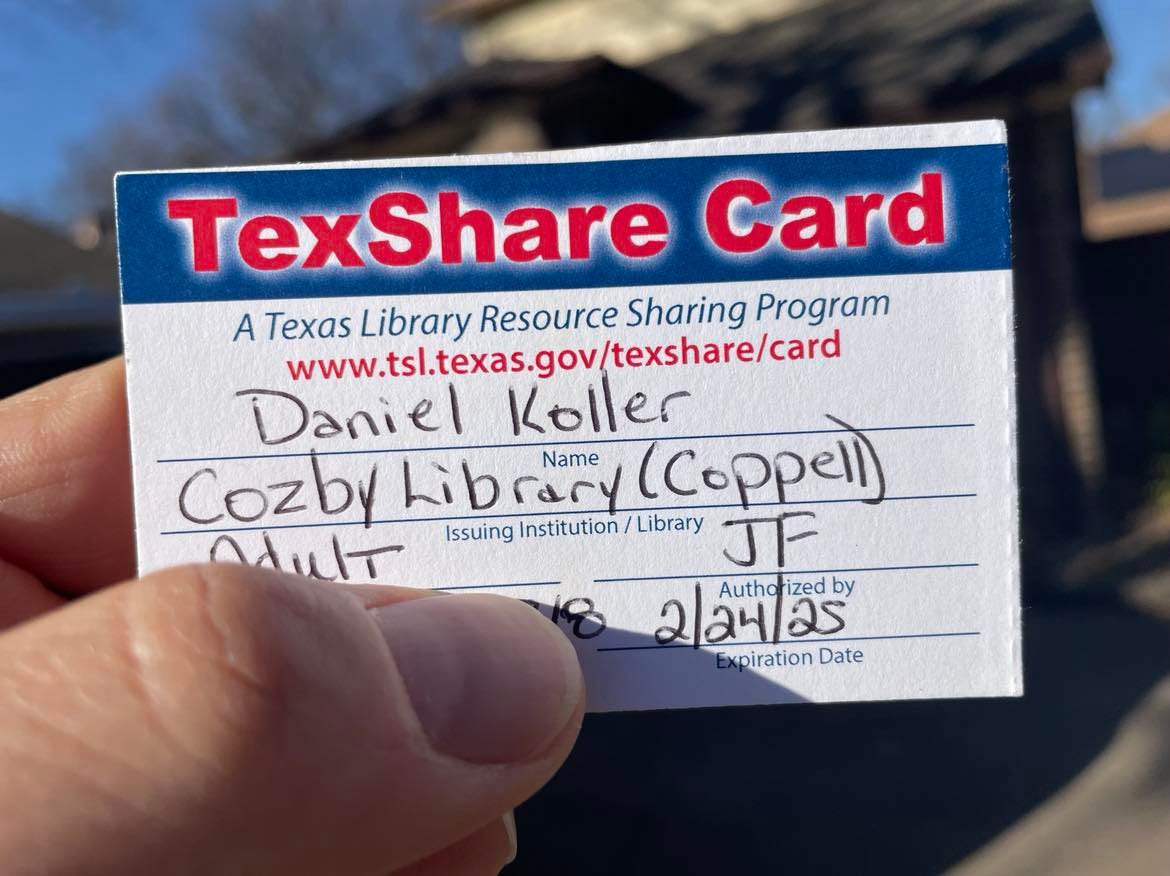 TexShare Card
A Texas Library Resource Sharing Program
www.tsl.texas.gov/texshare/card
Daniel Koller
Name
Cozby Library (Coppell)
Issuing Institution / Library
Adult JF
Authorized by
2/24/25
Expiration Date